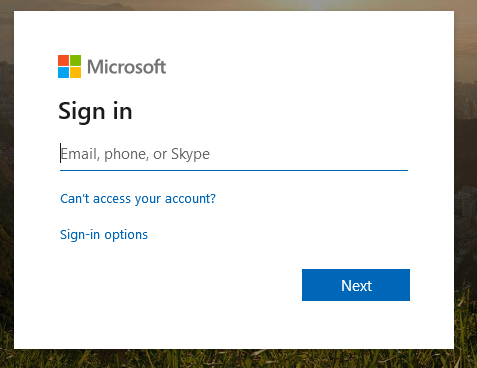 Microsoft
Sign in
Email, phone, or Skype
Can't access your account?
Sign-in options
Next